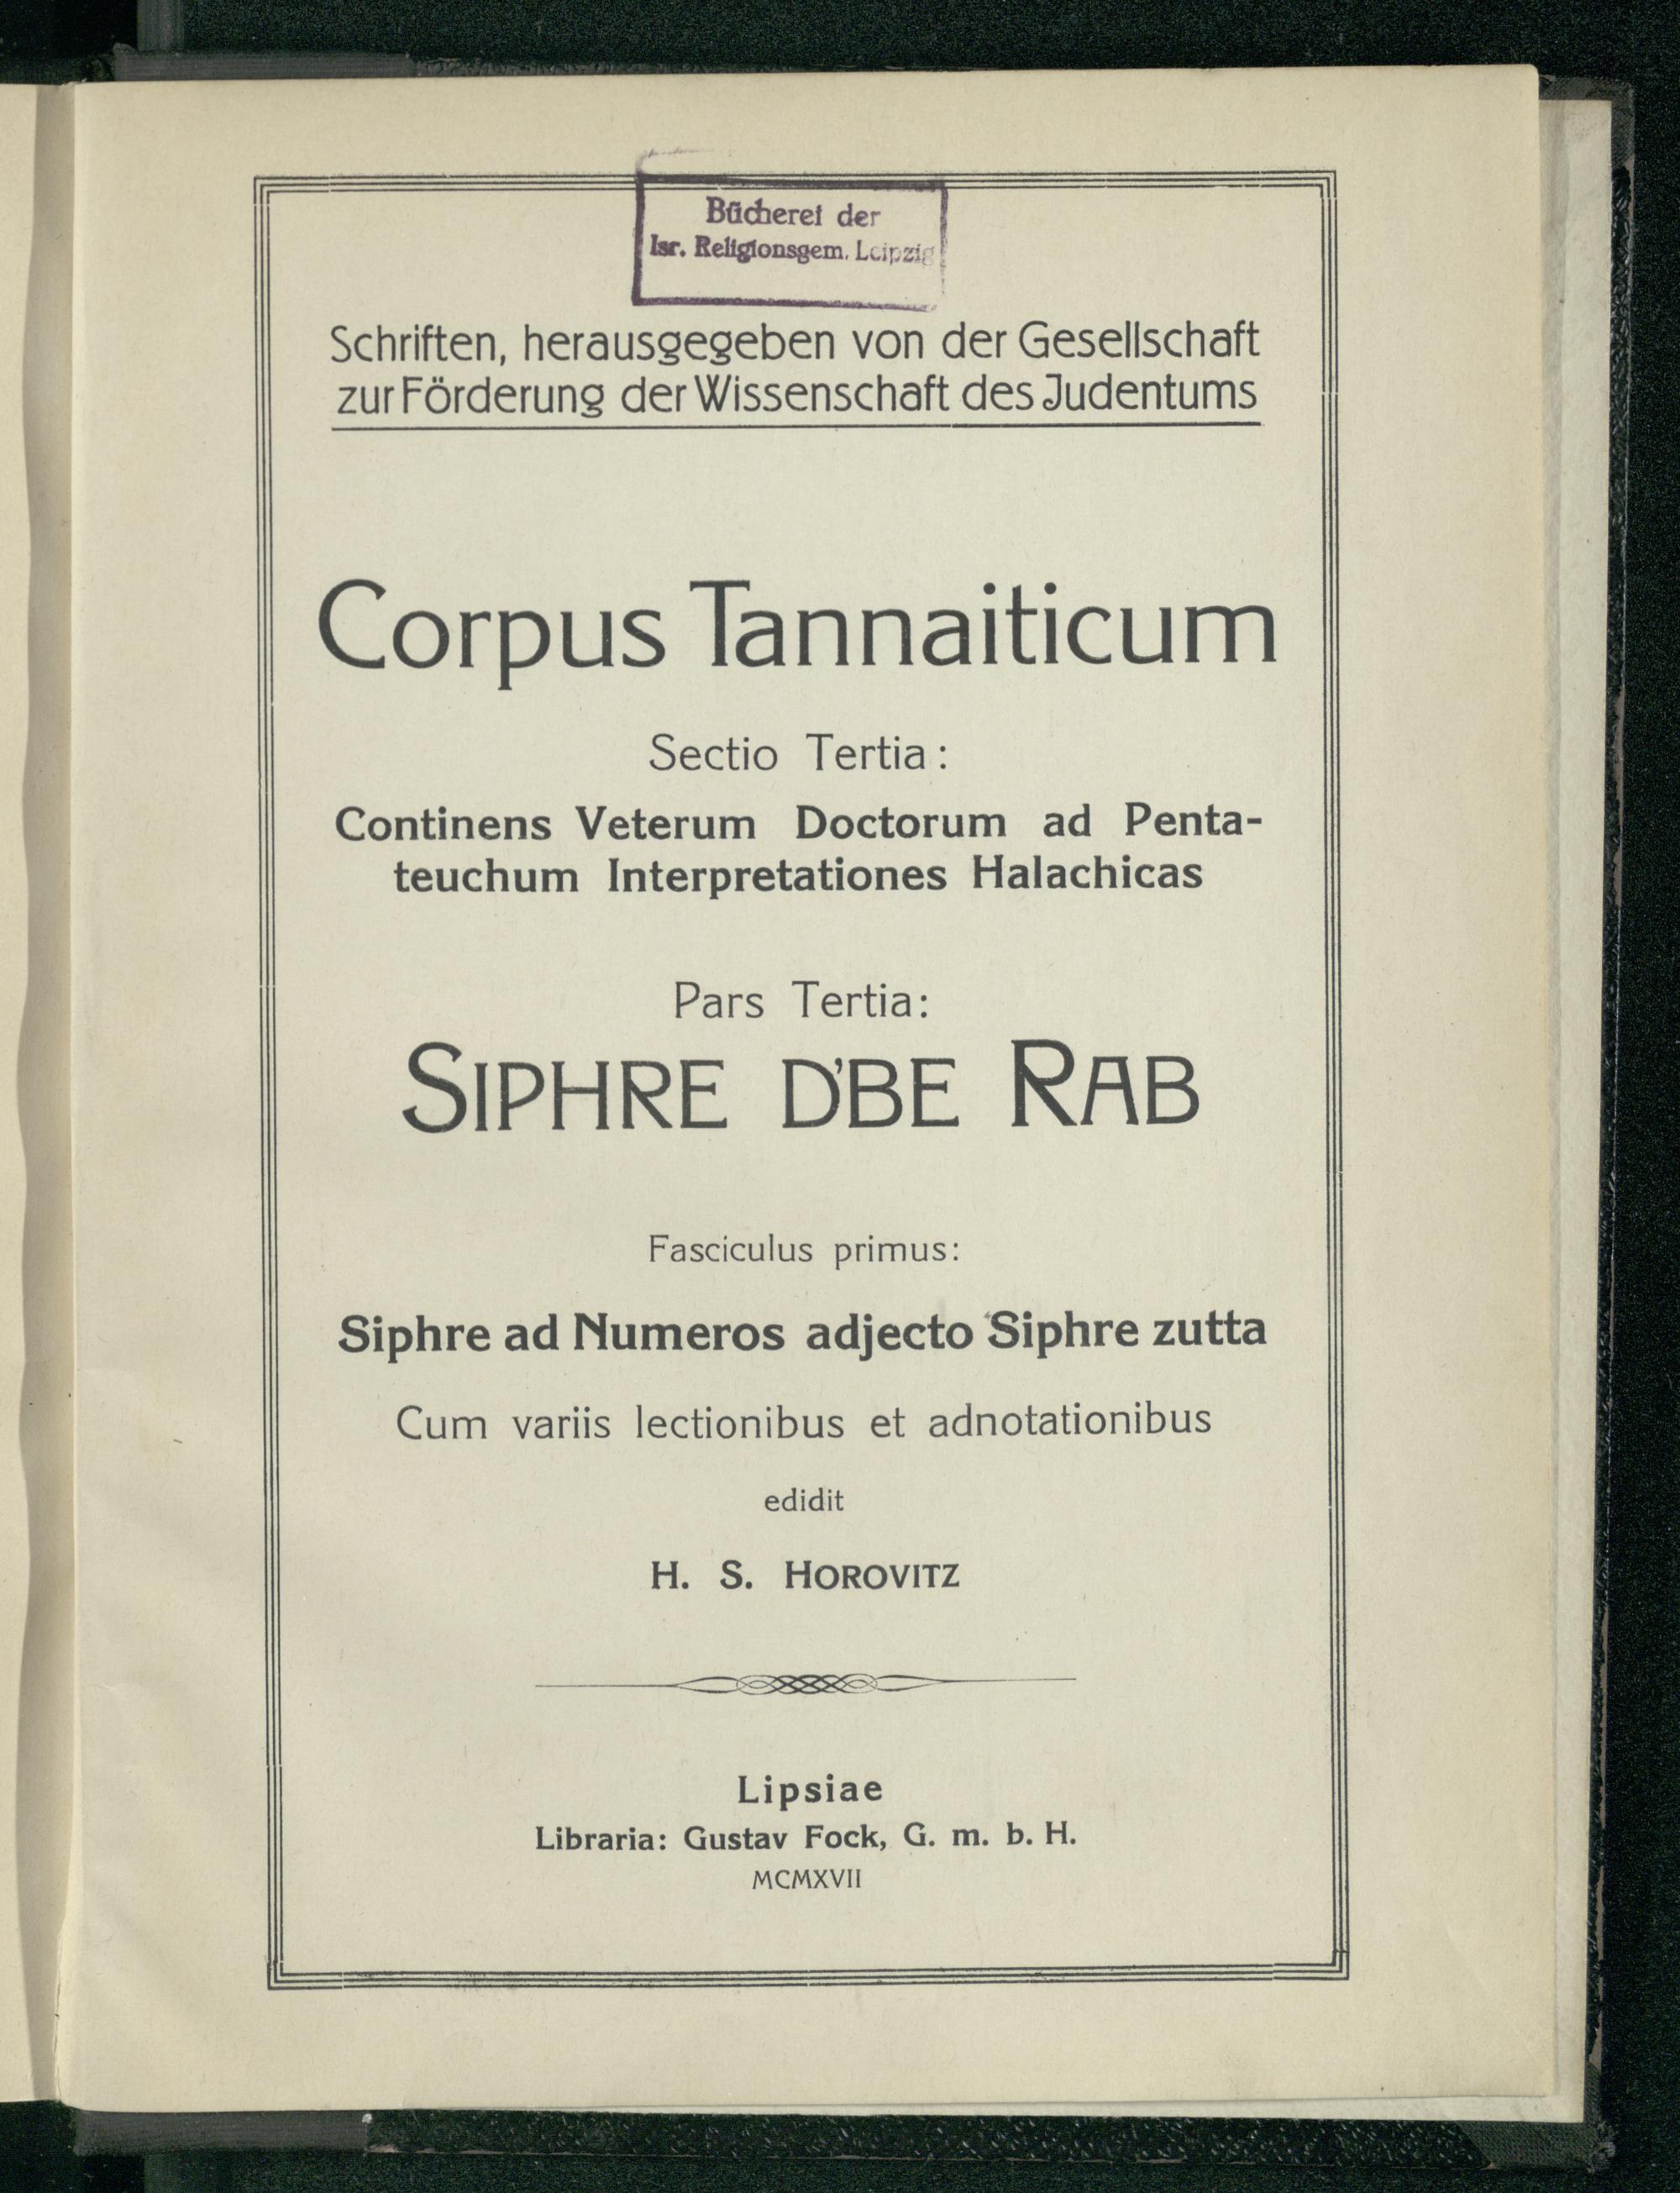 Bücherei der
Isr. Religionsgem. Leipzig
Schriften, herausgegeben von der Gesellschaft
zur Förderung der Wissenschaft des Judentums
Corpus Tannaiticum
Sectio Tertia:
Continens Veterum Doctorum ad Penta-
teuchum Interpretationes Halachicas
Pars Tertia:
SIPHRE D'BE RAB
Fasciculus primus:
Siphre ad Numeros adjecto Siphre zutta
Cum variis lectionibus et adnotationibus
edidit
H. S. HOROVITZ
Lipsiae
Libraria: Gustav Fock, G. m. b. H.
MCMXVII